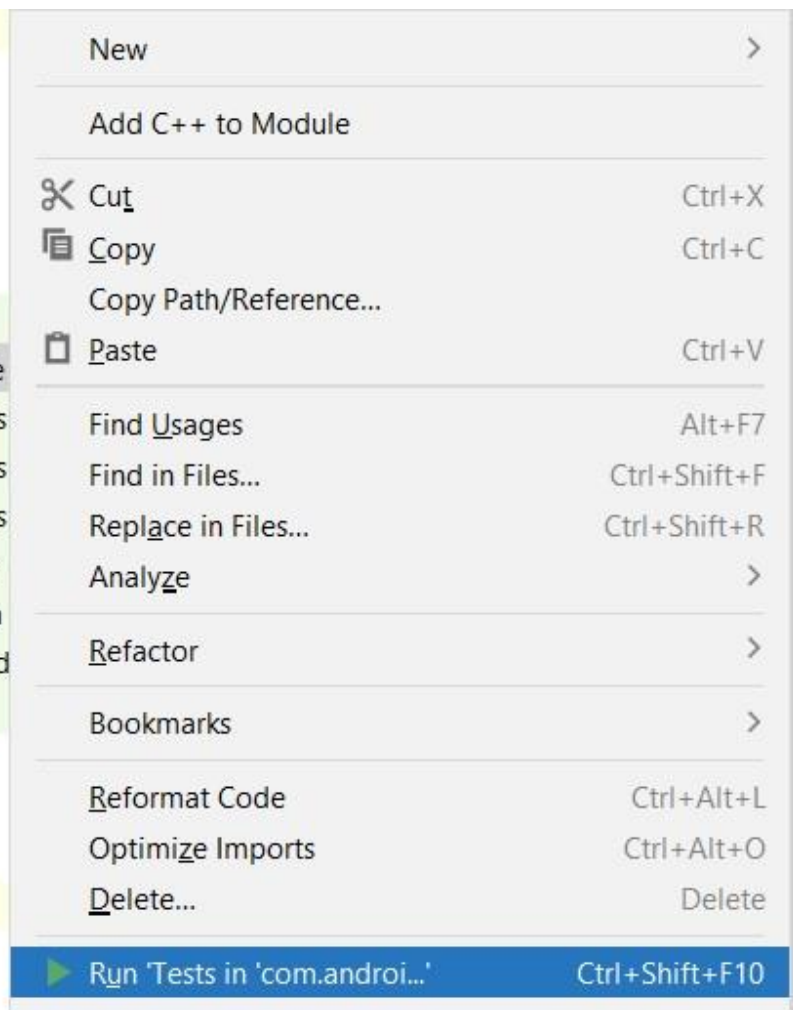 New
Add C++ to Module
Cut Ctrl+X
Copy Ctrl+C
Copy Path/Reference...
Paste Ctrl+V
Find Usages Alt+F7
Find in Files... Ctrl+Shift+F
Replace in Files... Ctrl+Shift+R
Analyze
Refactor
Bookmarks
Reformat Code Ctrl+Alt+L
Optimize Imports Ctrl+Alt+O
Delete... Delete
Run 'Tests in 'com.androi...' Ctrl+Shift+F10